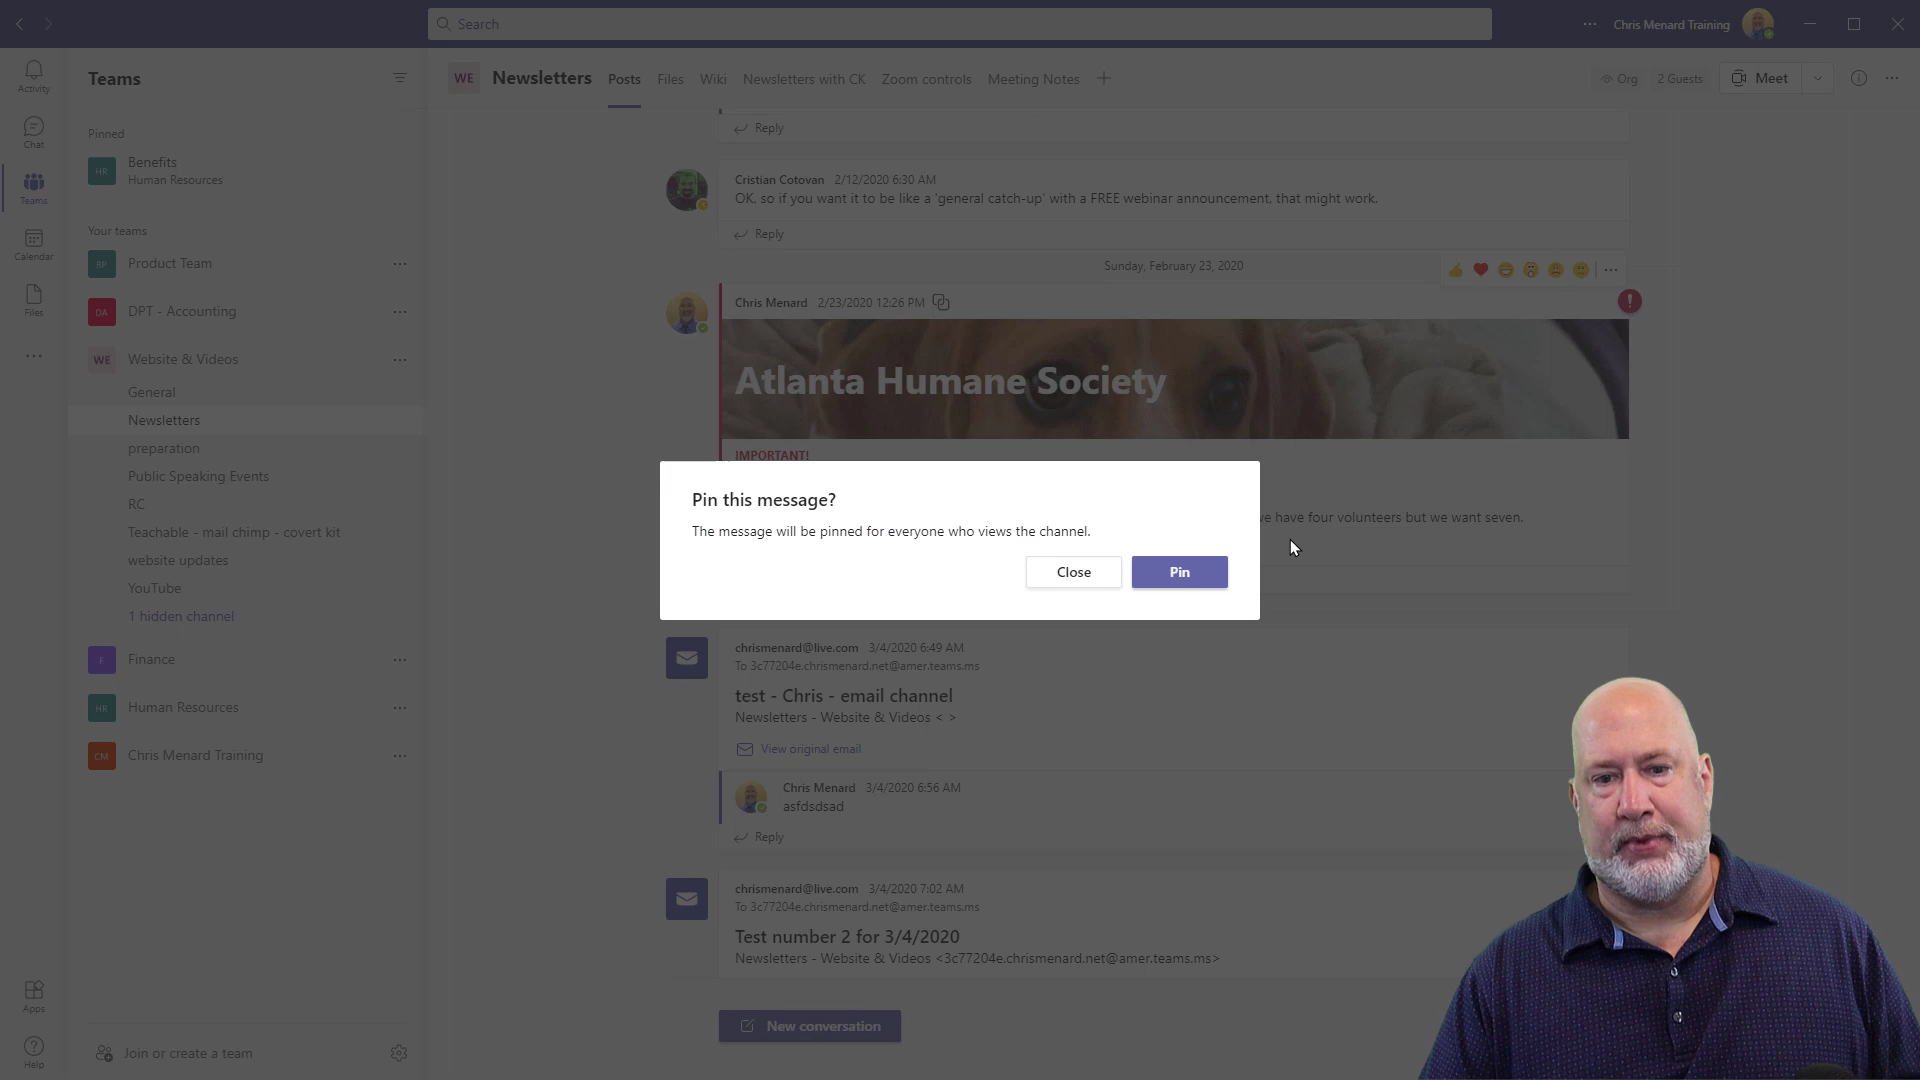 Search
Chris Menard Training
Activity
Chat
Teams
Calendar
Files
Apps
Help
Teams
Pinned
HR
Benefits
Human Resources
Your teams
Product Team
DA
DPT - Accounting
WE
Website & Videos
General
Newsletters
preparation
Public Speaking Events
RC
Teachable - mail chimp - covert kit
website updates
YouTube
1 hidden channel
F
Finance
HR
Human Resources
CM
Chris Menard Training
Join or create a team
WE Newsletters Posts Files Wiki Newsletters with CK Zoom controls Meeting Notes
Org 2 Guests Meet
Reply
Cristian Cotovan 2/12/2020 6:30 AM
OK, so if you want it to be like a 'general catch-up' with a FREE webinar announcement, that might work.
Reply
Sunday, February 23, 2020
Chris Menard 2/23/2020 12:26 PM
Atlanta Humane Society
IMPORTANT!
we have four volunteers but we want seven.
Pin this message?
The message will be pinned for everyone who views the channel.
Close
Pin
chrismenard@live.com 3/4/2020 6:49 AM
To 3c77204e.chrismenard.net@amer.teams.ms
test - Chris - email channel
Newsletters - Website & Videos < >
View original email
Chris Menard 3/4/2020 6:56 AM
asfdsdsad
Reply
chrismenard@live.com 3/4/2020 7:02 AM
To 3c77204e.chrismenard.net@amer.teams.ms
Test number 2 for 3/4/2020
Newsletters - Website & Videos <3c77204e.chrismenard.net@amer.teams.ms>
New conversation